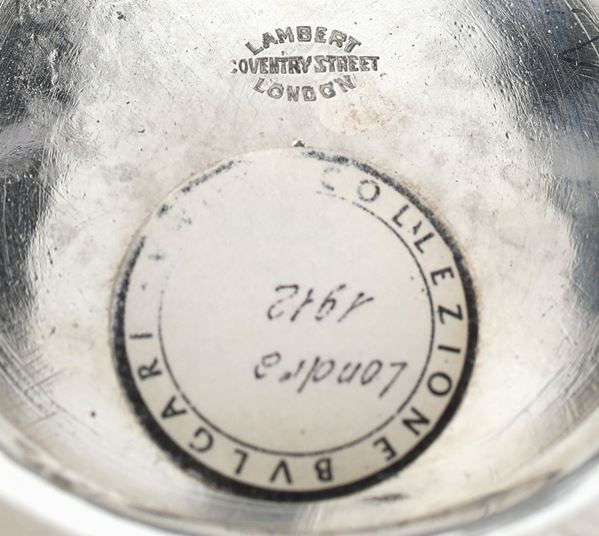 LAMBERT
COVENTRY STREET
LONDON
COLLEZIONE BVLGARI
Londra
1912